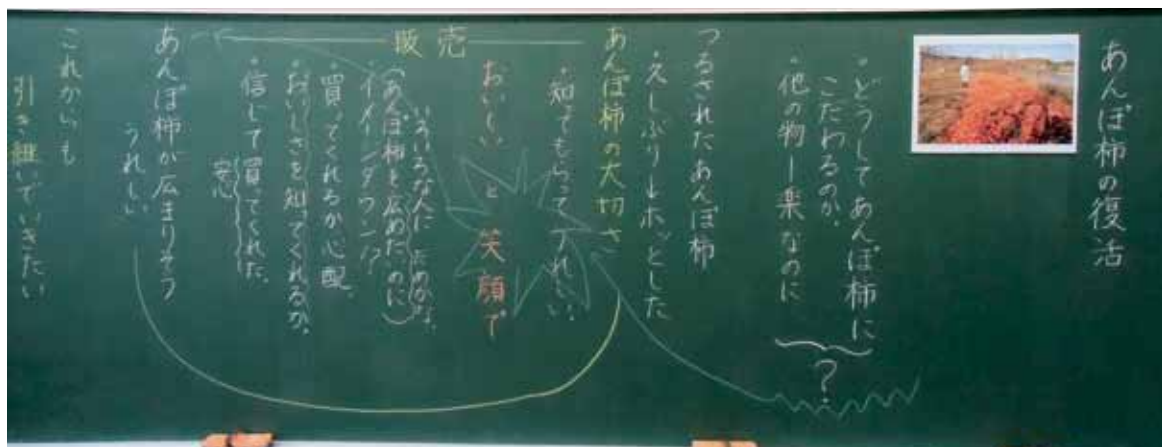 あんぽ柿の復活
・どうしてあんぽ柿に
こだわるのか。
・他の物ー楽なのに
?
つるされたあんぽ柿
・久しぶり→ホッとした
あんぽ柿の大切さ
・知ってもらってうれしい。
おいしい と 笑顔で
販売
いろいろな人に
(あんぽ柿を広めたのに)
・イメージダウン!?
・買ってくれるか心配。
・おいしさを知ってくれるか。
・信じて買ってくれた。
安心
あんぽ柿が広まりそう
うれしい
これからも
引き継いでいきたい